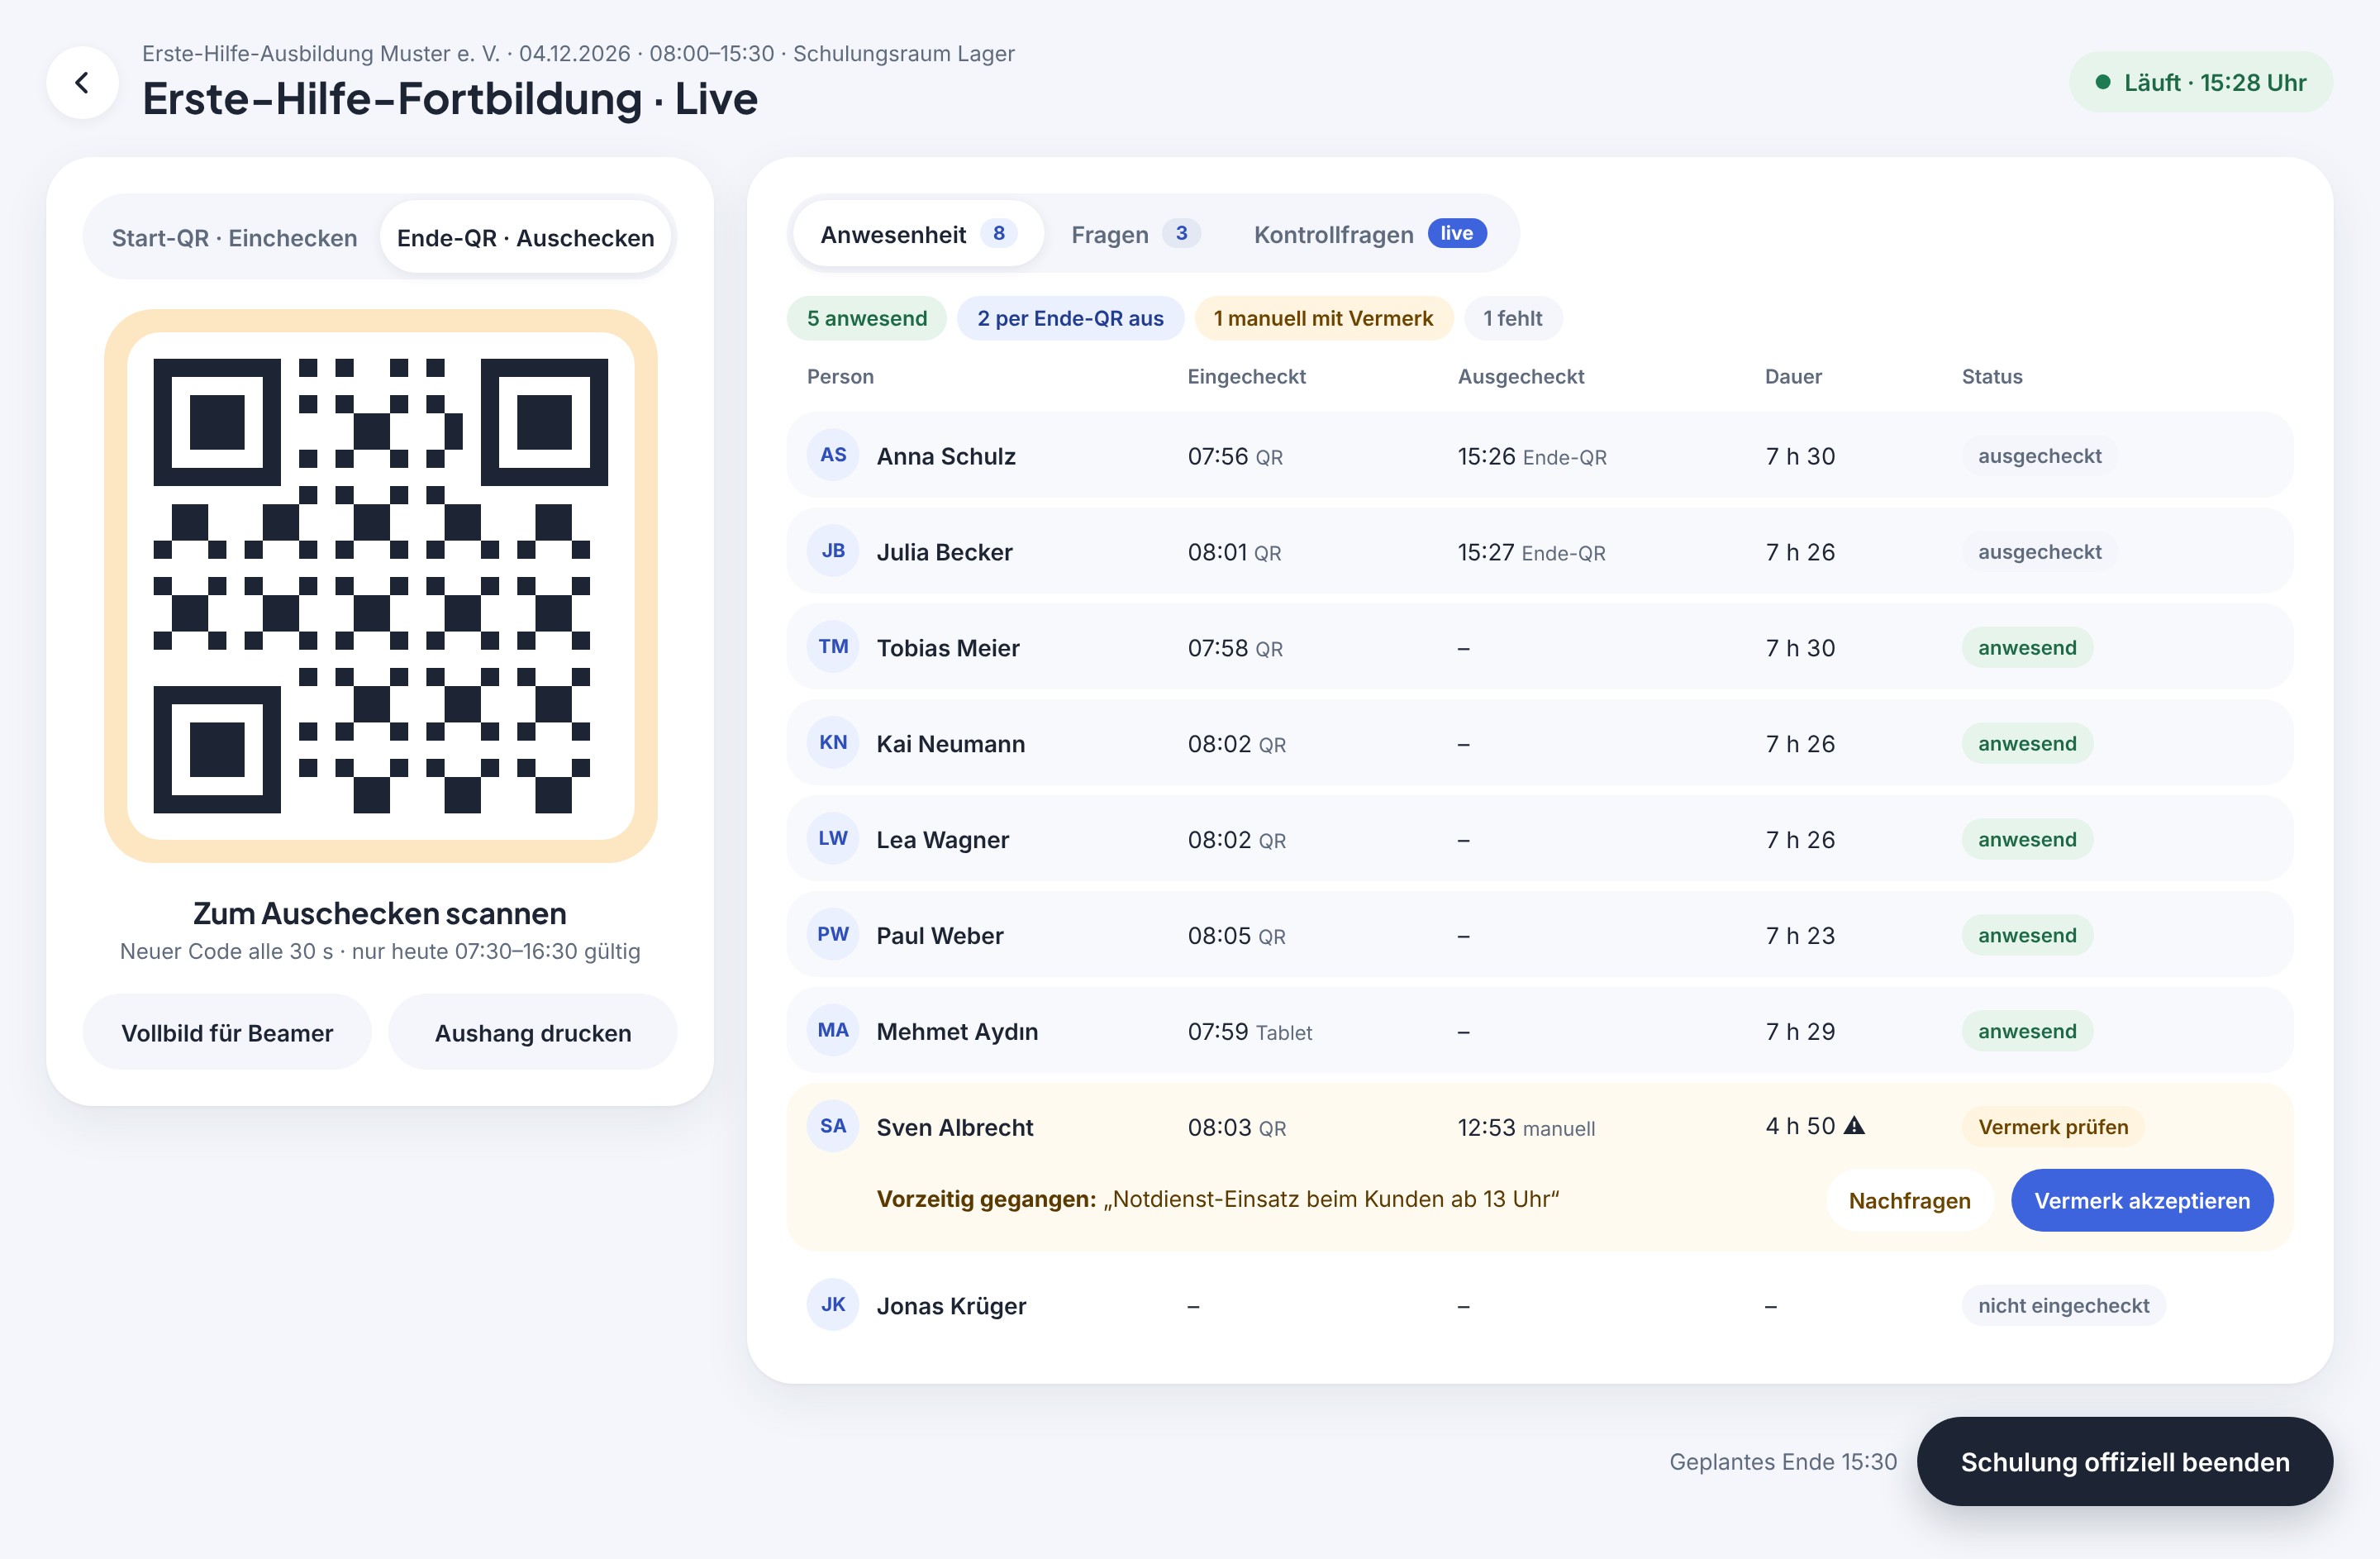 Erste-Hilfe-Ausbildung Muster e. V. · 04.12.2026 · 08:00–15:30 · Schulungsraum Lager
Erste-Hilfe-Fortbildung · Live
Läuft · 15:28 Uhr
Start-QR · Einchecken
Ende-QR · Auschecken
Zum Auschecken scannen
Neuer Code alle 30 s · nur heute 07:30–16:30 gültig
Vollbild für Beamer
Aushang drucken
Anwesenheit 8
Fragen 3
Kontrollfragen live
5 anwesend
2 per Ende-QR aus
1 manuell mit Vermerk
1 fehlt
Person Eingecheckt Ausgecheckt Dauer Status
AS Anna Schulz 07:56 QR 15:26 Ende-QR 7 h 30 ausgecheckt
JB Julia Becker 08:01 QR 15:27 Ende-QR 7 h 26 ausgecheckt
TM Tobias Meier 07:58 QR – 7 h 30 anwesend
KN Kai Neumann 08:02 QR – 7 h 26 anwesend
LW Lea Wagner 08:02 QR – 7 h 26 anwesend
PW Paul Weber 08:05 QR – 7 h 23 anwesend
MA Mehmet Aydın 07:59 Tablet – 7 h 29 anwesend
SA Sven Albrecht 08:03 QR 12:53 manuell 4 h 50 ⚠ Vermerk prüfen
Vorzeitig gegangen: „Notdienst-Einsatz beim Kunden ab 13 Uhr“
Nachfragen
Vermerk akzeptieren
JK Jonas Krüger – – – nicht eingecheckt
Geplantes Ende 15:30
Schulung offiziell beenden